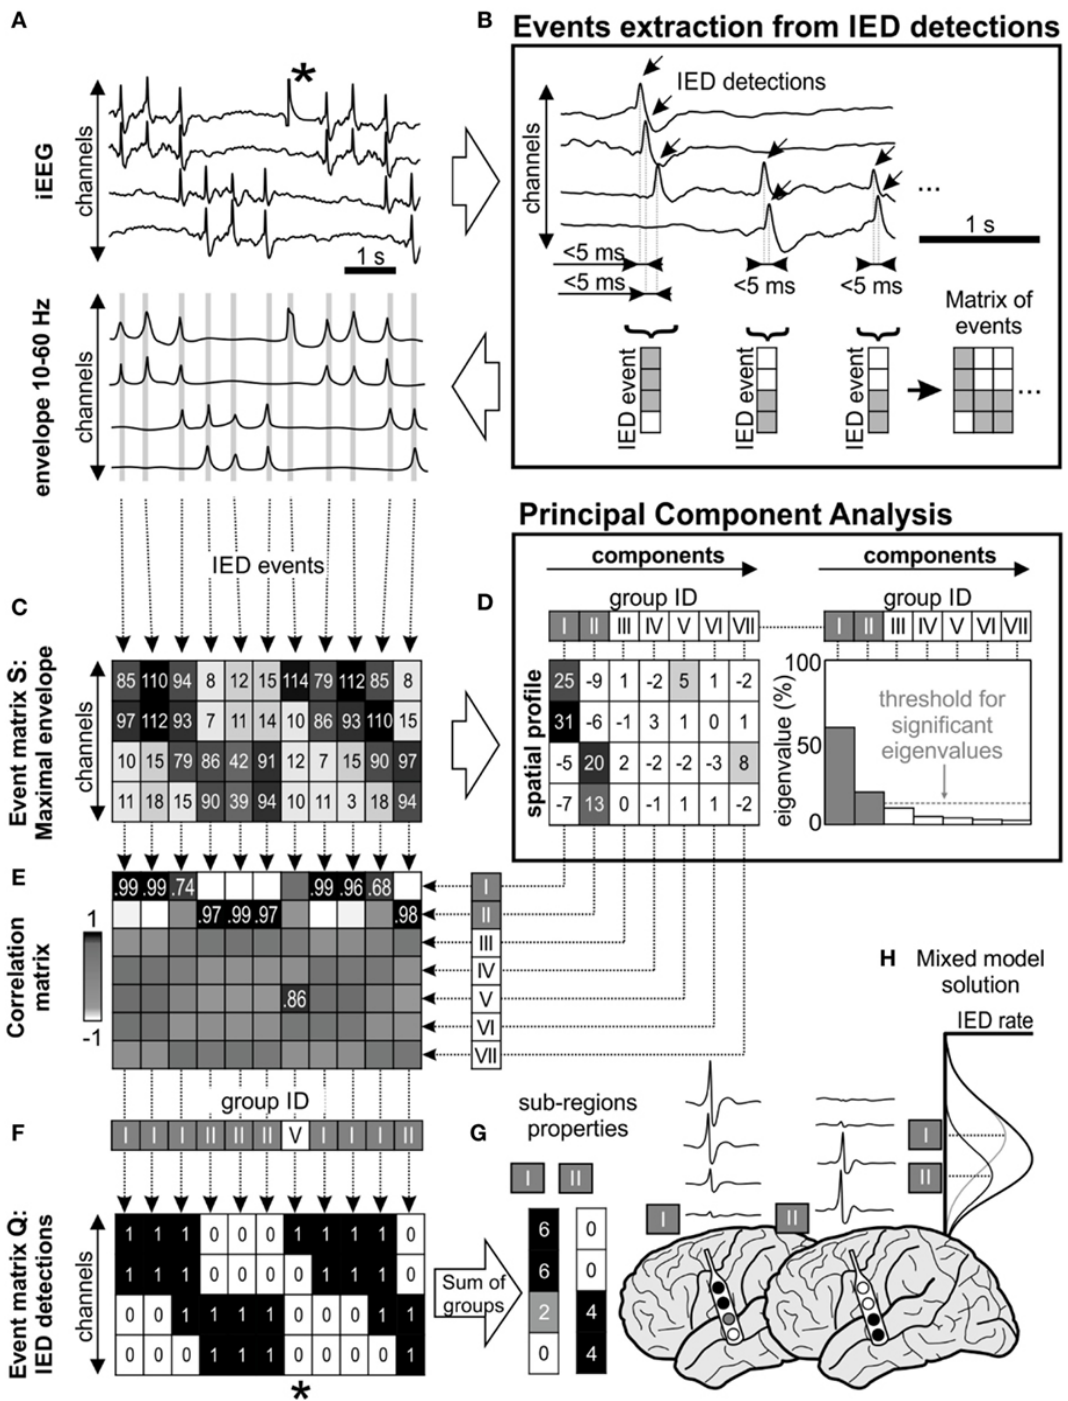 A
*
iEEG
channels
1 s
envelope 10-60 Hz
channels
IED events
B
Events extraction from IED detections
IED detections
channels
...
1 s
<5 ms
<5 ms
<5 ms
<5 ms
IED event
IED event
IED event
Matrix of
events
...
C
Event matrix S:
Maximal envelope
channels
85 110 94 8 12 15 114 79 112 85 8
97 112 93 7 11 14 10 86 93 110 15
10 15 79 86 42 91 12 7 15 90 97
11 18 15 90 39 94 10 11 3 18 94
Principal Component Analysis
D
components
group ID
I II III IV V VI VII
spatial profile
25 -9 1 -2 5 1 -2
31 -6 -1 3 1 0 1
-5 20 2 -2 -2 -3 8
-7 13 0 -1 1 1 -2
components
group ID
I II III IV V VI VII
eigenvalue (%)
100
50
0
threshold for
significant
eigenvalues
E
Correlation
matrix
1
-1
.99 .99 .74 .99 .96 .68
.97 .99 .97 .98
.86
I
II
III
IV
V
VI
VII
F
group ID
I I I II II II V I I I II
Event matrix Q:
IED detections
channels
1 1 1 0 0 0 1 1 1 1 0
1 1 1 0 0 0 0 1 1 1 0
0 0 1 1 1 1 0 0 0 1 1
0 0 0 1 1 1 0 0 0 0 1
*
Sum of
groups
G
sub-regions
properties
I II
6 0
6 0
2 4
0 4
I
II
H
Mixed model
solution
IED rate
I
II